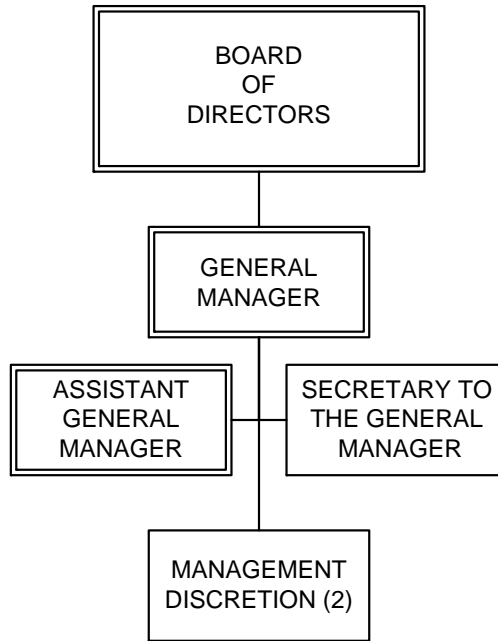 BOARD
OF
DIRECTORS
GENERAL
MANAGER
ASSISTANT
GENERAL
MANAGER
SECRETARY TO
THE GENERAL
MANAGER
MANAGEMENT
DISCRETION (2)